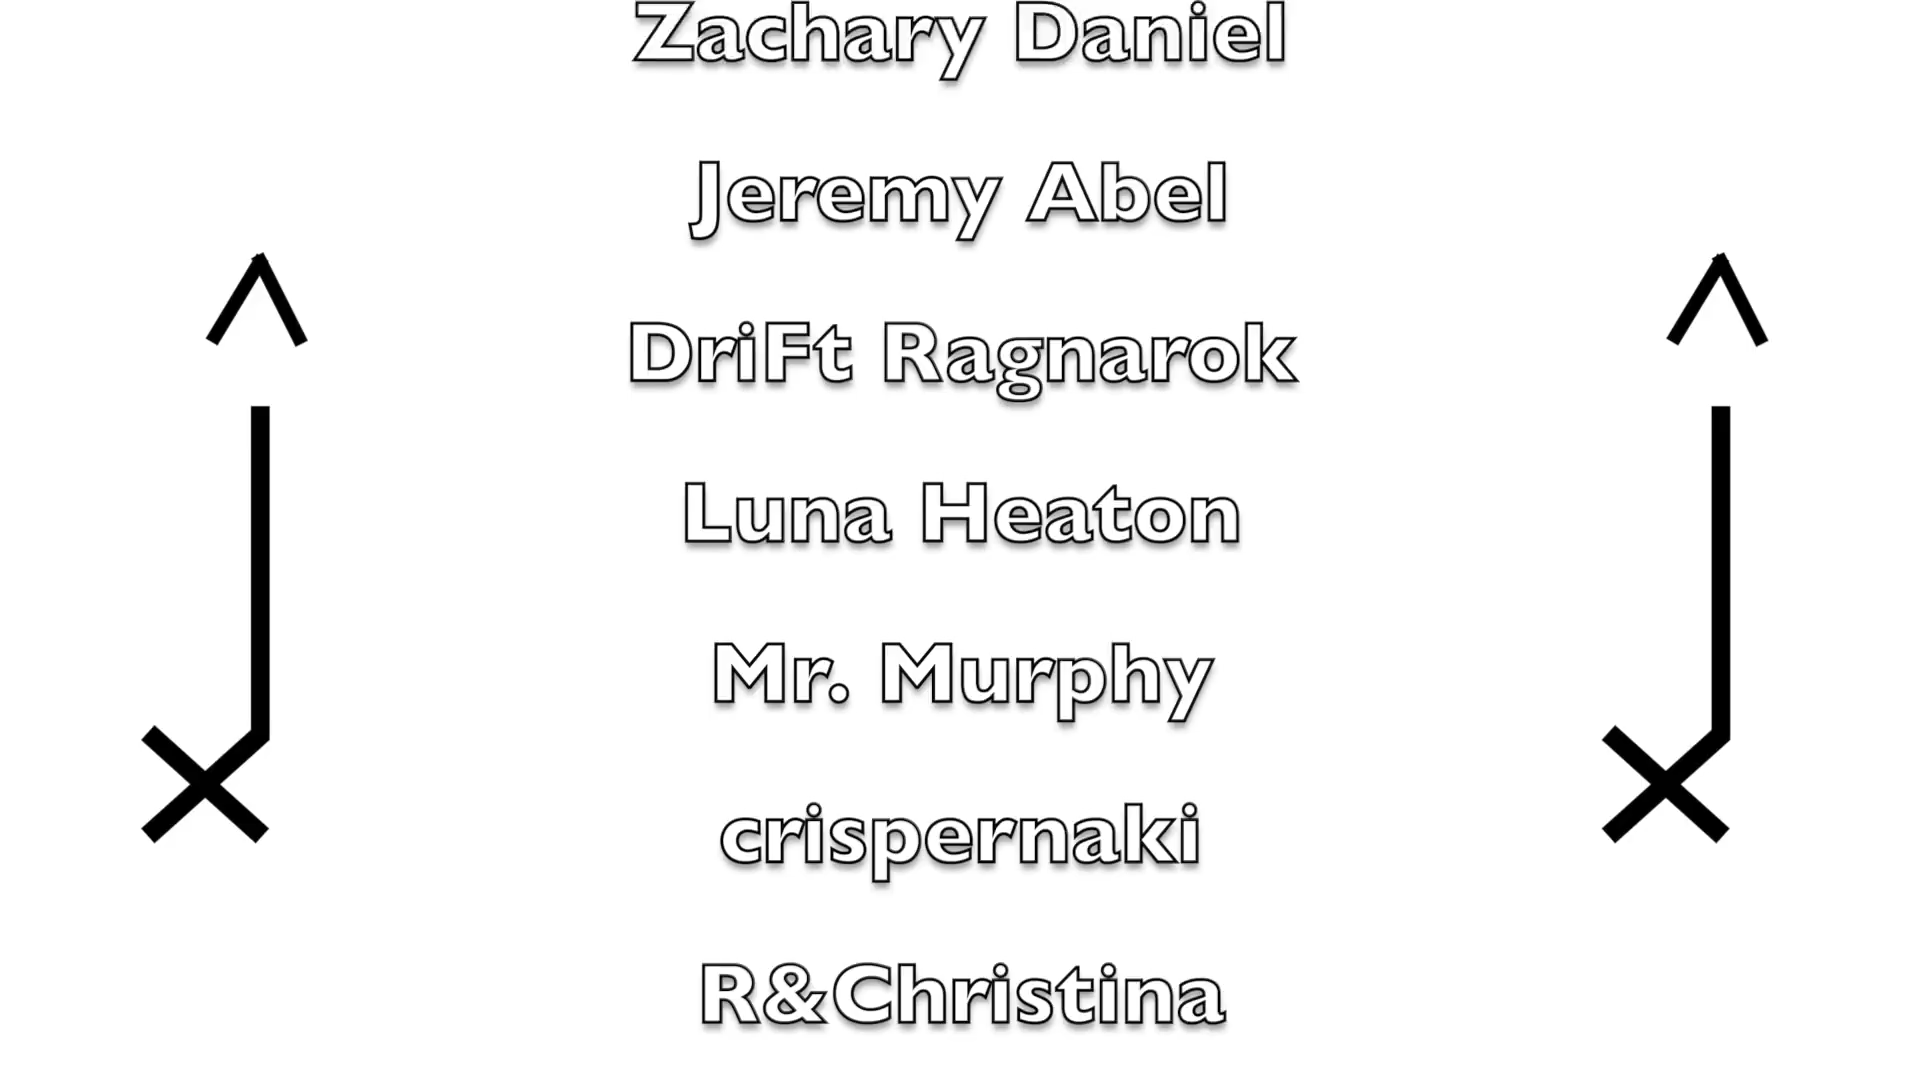 Zachary Daniel
Jeremy Abel
DriFt Ragnarok
Luna Heaton
Mr. Murphy
crispernaki
R&Christina